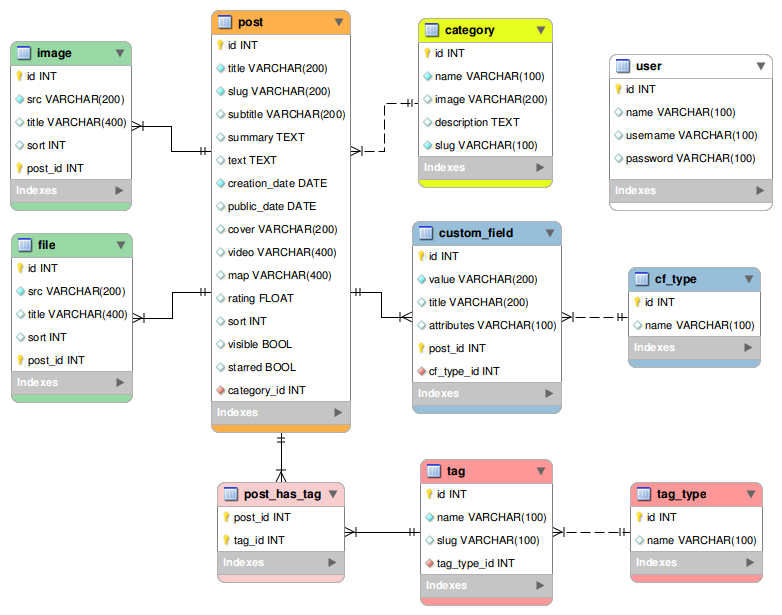 image
id INT
src VARCHAR(200)
title VARCHAR(400)
sort INT
post_id INT
Indexes
file
id INT
src VARCHAR(200)
title VARCHAR(400)
sort INT
post_id INT
Indexes
post
id INT
title VARCHAR(200)
slug VARCHAR(200)
subtitle VARCHAR(200)
summary TEXT
text TEXT
creation_date DATE
public_date DATE
cover VARCHAR(200)
video VARCHAR(400)
map VARCHAR(400)
rating FLOAT
sort INT
visible BOOL
starred BOOL
category_id INT
Indexes
category
id INT
name VARCHAR(100)
image VARCHAR(200)
description TEXT
slug VARCHAR(100)
Indexes
user
id INT
name VARCHAR(100)
username VARCHAR(100)
password VARCHAR(100)
Indexes
custom_field
id INT
value VARCHAR(200)
title VARCHAR(200)
attributes VARCHAR(100)
post_id INT
cf_type_id INT
Indexes
cf_type
id INT
name VARCHAR(100)
Indexes
post_has_tag
post_id INT
tag_id INT
Indexes
tag
id INT
name VARCHAR(100)
slug VARCHAR(100)
tag_type_id INT
Indexes
tag_type
id INT
name VARCHAR(100)
Indexes